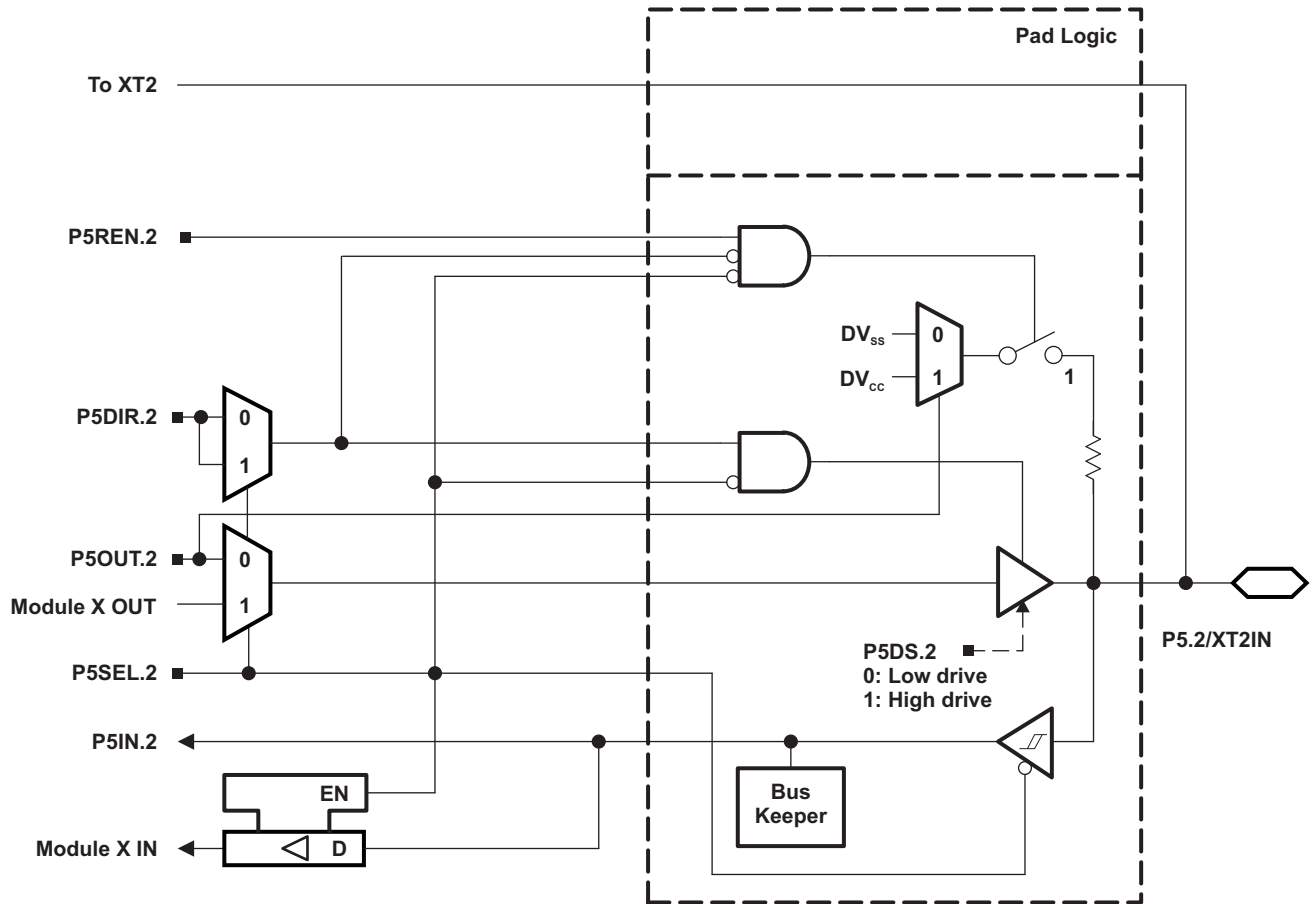 Pad Logic
To XT2
P5REN.2
DVSS
0
DVCC
1
1
P5DIR.2
0
1
P5OUT.2
0
Module X OUT
1
P5.2/XT2IN
P5DS.2
0: Low drive
1: High drive
P5SEL.2
P5IN.2
EN
Bus
Keeper
Module X IN
D